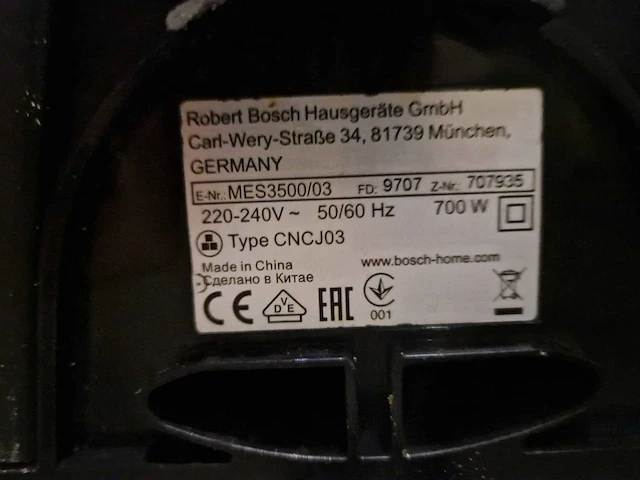 Robert Bosch Hausgeräte GmbH
Carl-Wery-Straße 34, 81739 München,
GERMANY
E-Nr.: MES3500/03 FD: 9707 Z-Nr.: 707935
220-240V ~ 50/60 Hz 700 W
Type CNCJ03
Made in China www.bosch-home.com
Сделано в Китае
CE VDE EAC 001